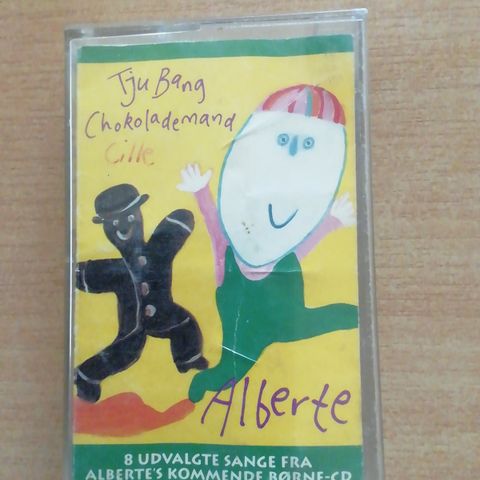 Tju Bang
Chokolademand
Cille
Alberte
8 UDVALGTE SANGE FRA
ALBERTE'S KOMMENDE BØRNE-CD